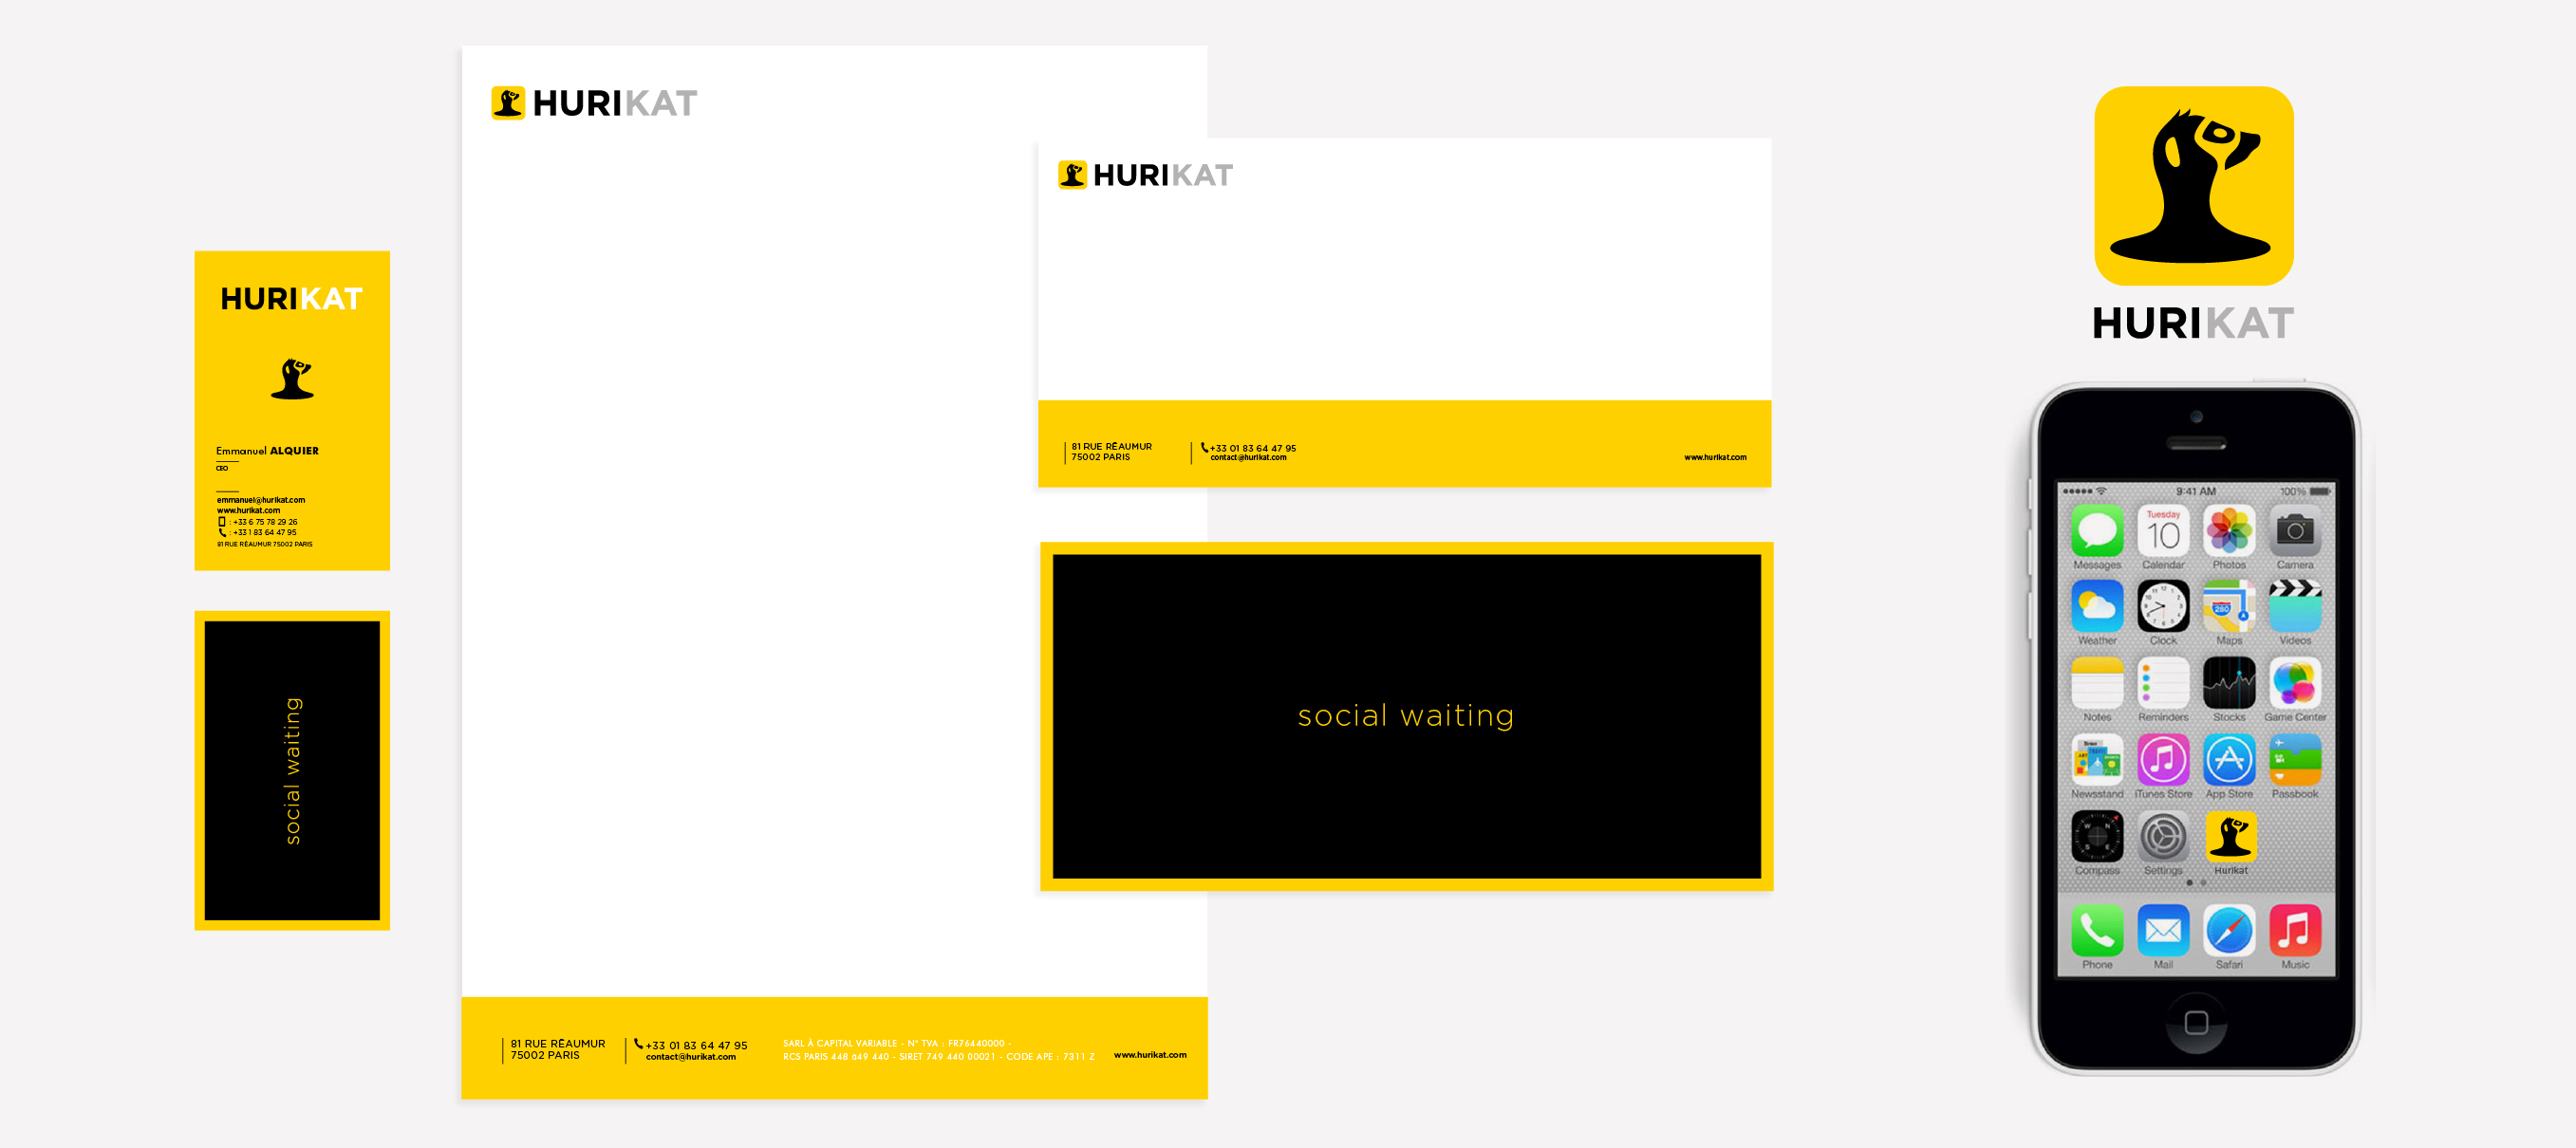 HURIKAT
Emmanuel ALQUIER
CEO
emmanuel@hurikat.com
www.hurikat.com
: +33 6 75 78 29 26
: +33 1 83 64 47 95
81 RUE RÉAUMUR 75002 PARIS
social waiting
HURIKAT
81 RUE RÉAUMUR
75002 PARIS
+33 01 83 64 47 95
contact@hurikat.com
SARL À CAPITAL VARIABLE - N° TVA : FR76440000 -
RCS PARIS 448 649 440 - SIRET 749 440 00021 - CODE APE : 7311 Z
www.hurikat.com
HURIKAT
81 RUE RÉAUMUR
75002 PARIS
+33 01 83 64 47 95
contact@hurikat.com
www.hurikat.com
social waiting
HURIKAT
9:41 AM
100%
Tuesday
10
Messages
Calendar
Photos
Camera
280
Weather
Clock
Maps
Videos
Notes
Reminders
Stocks
Game Center
Newsstand
iTunes Store
App Store
Passbook
N
W
S
E
Compass
Settings
Hurikat
Phone
Mail
Safari
Music